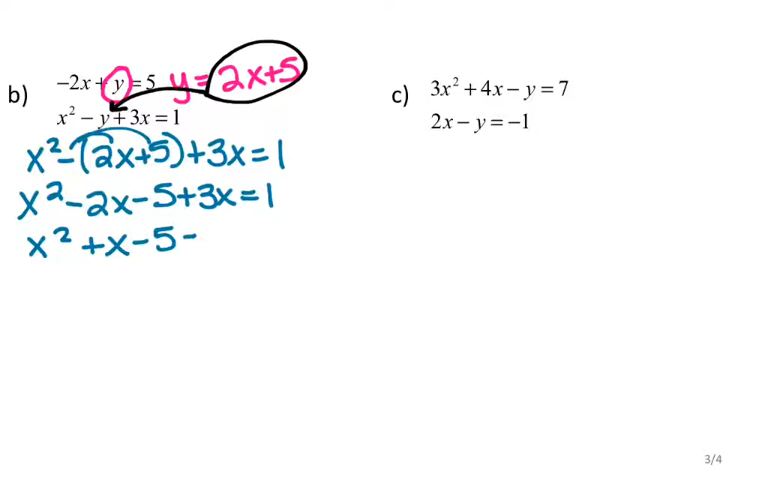 b) −2x + y = 5 y = 2x+5
x² − y + 3x = 1
x² - (2x+5) + 3x = 1
x² - 2x - 5 + 3x = 1
x² + x - 5 -
c) 3x² + 4x − y = 7
2x − y = −1
3/4